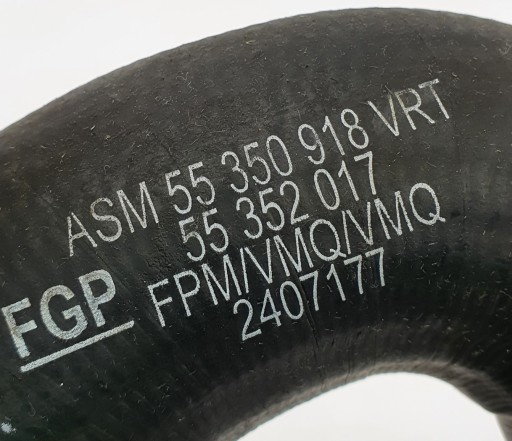 ASM 55 350 918 VRT
55 352 017
FGP FPM/VMQ/VMQ
2407177